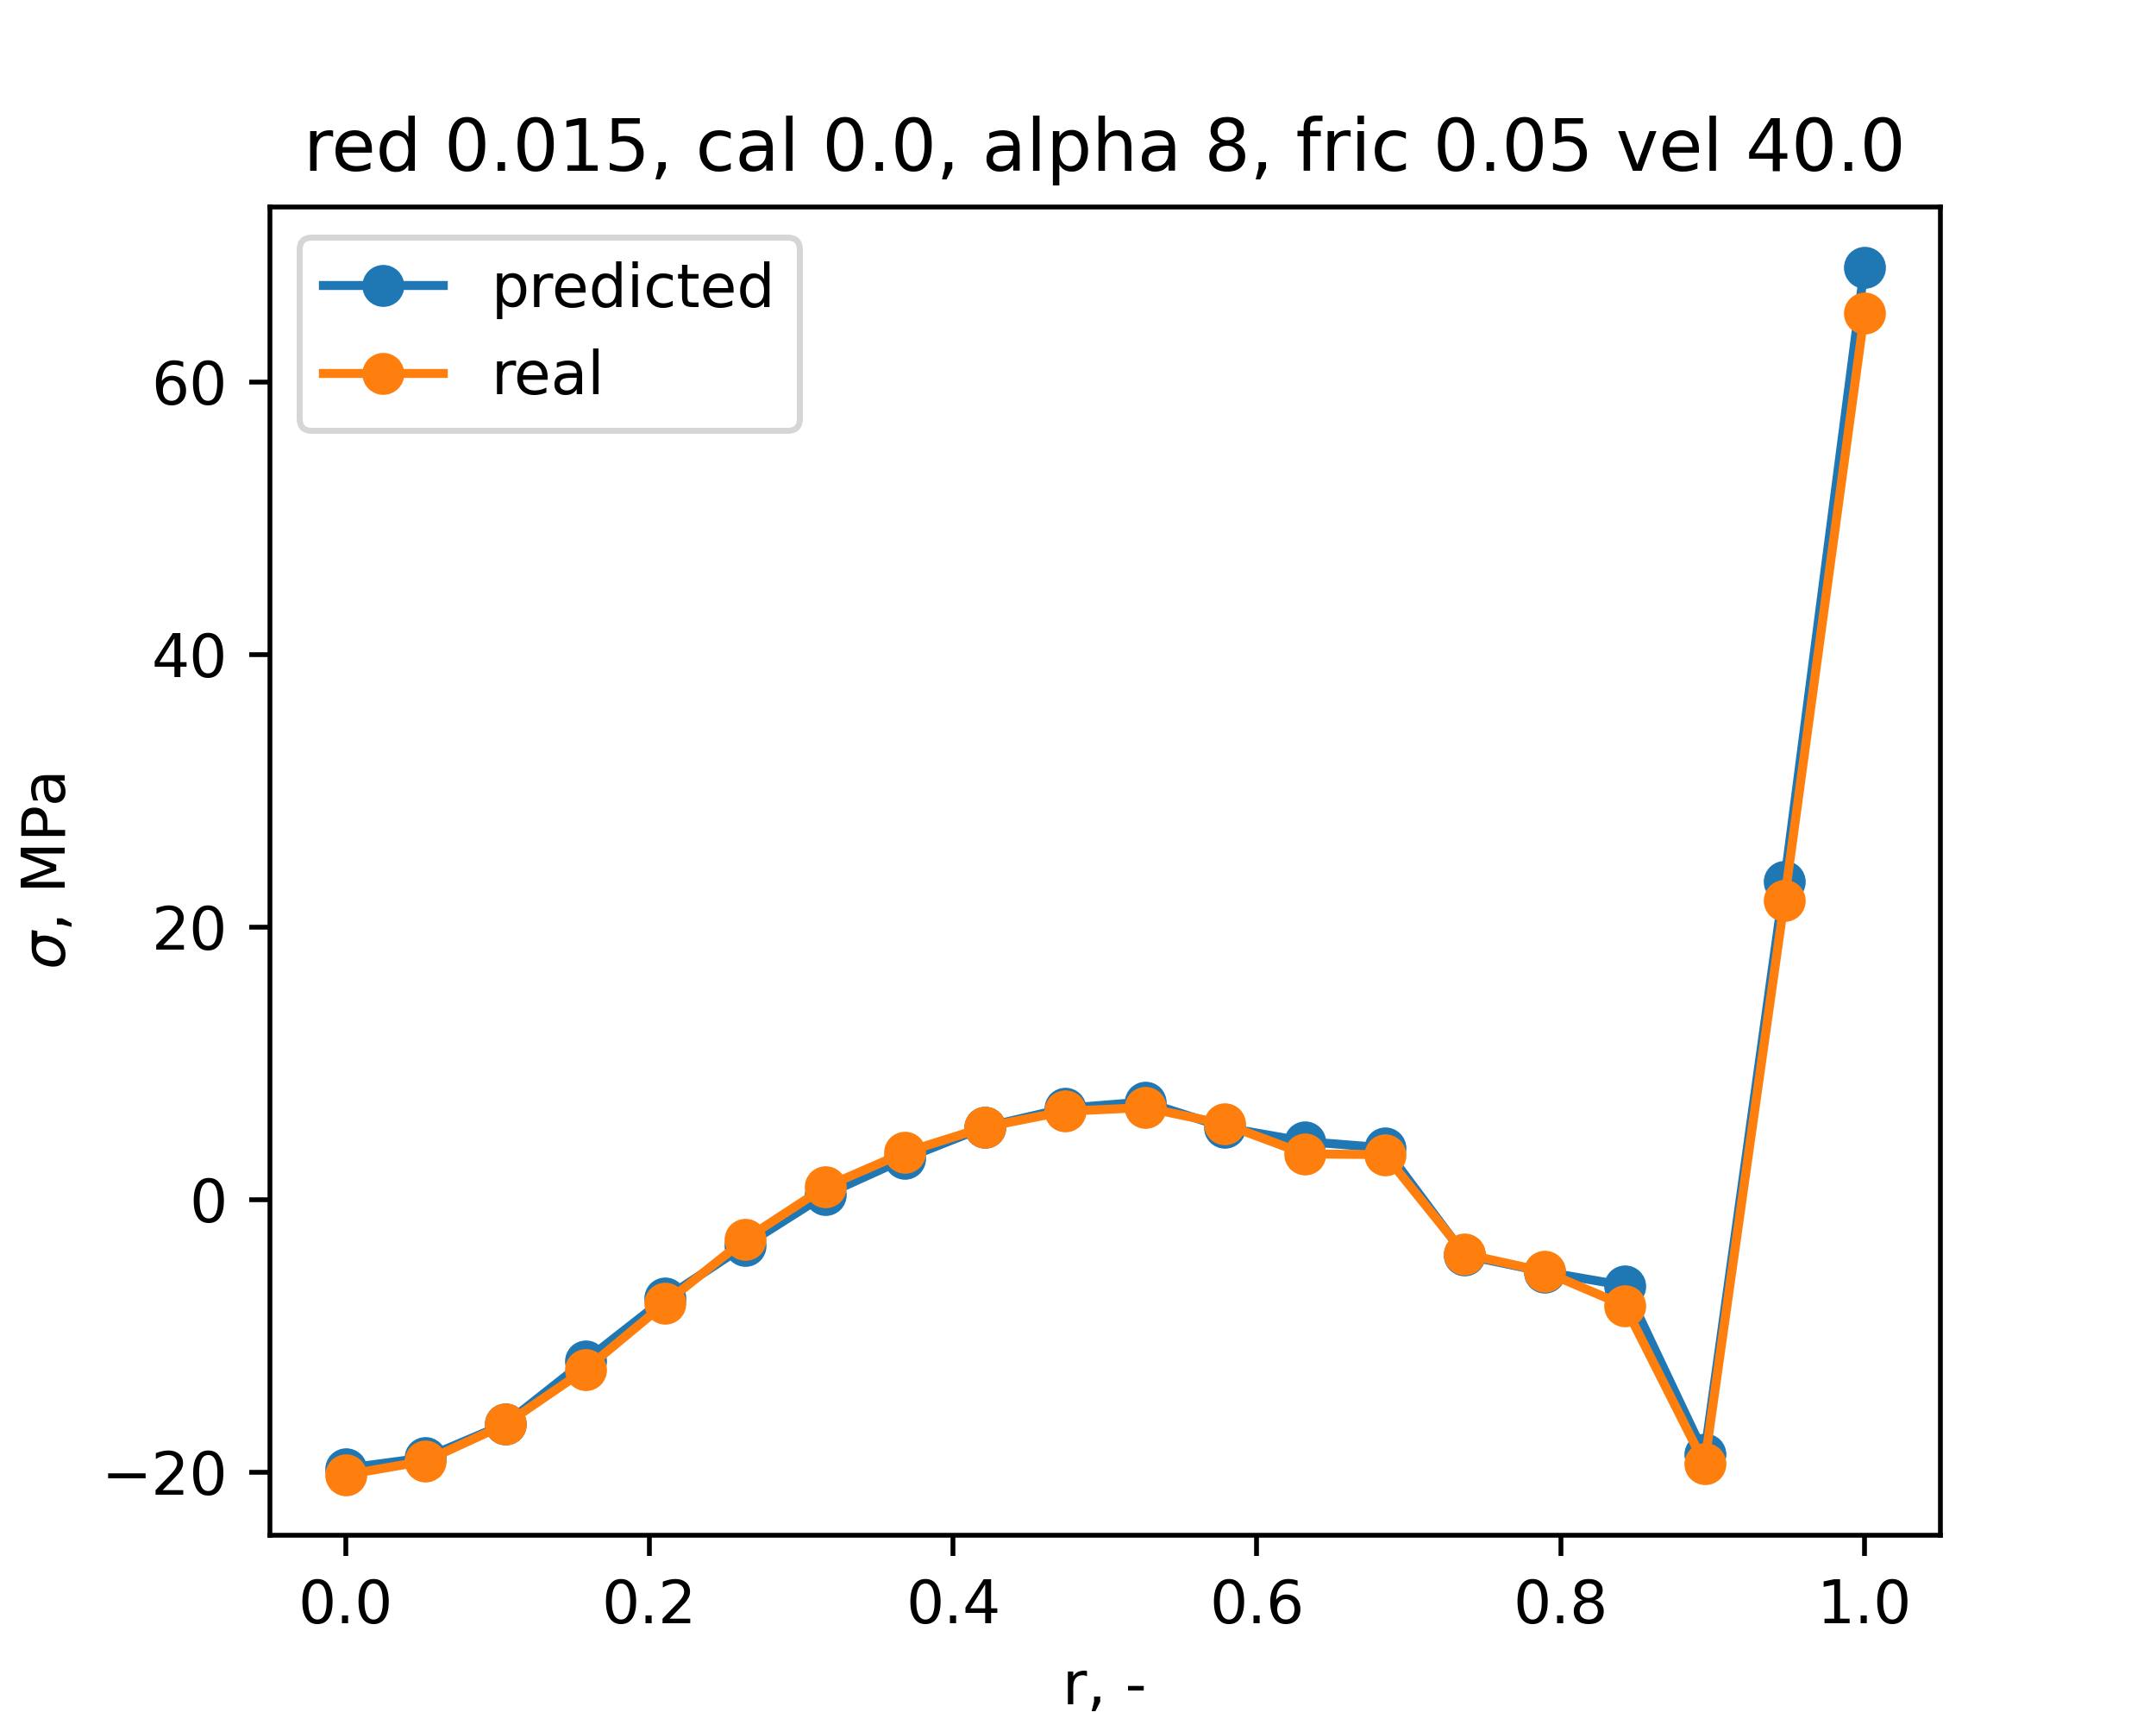 red 0.015, cal 0.0, alpha 8, fric 0.05 vel 40.0
predicted
real
60
40
20
0
−20
σ, MPa
0.0 0.2 0.4 0.6 0.8 1.0
r, -